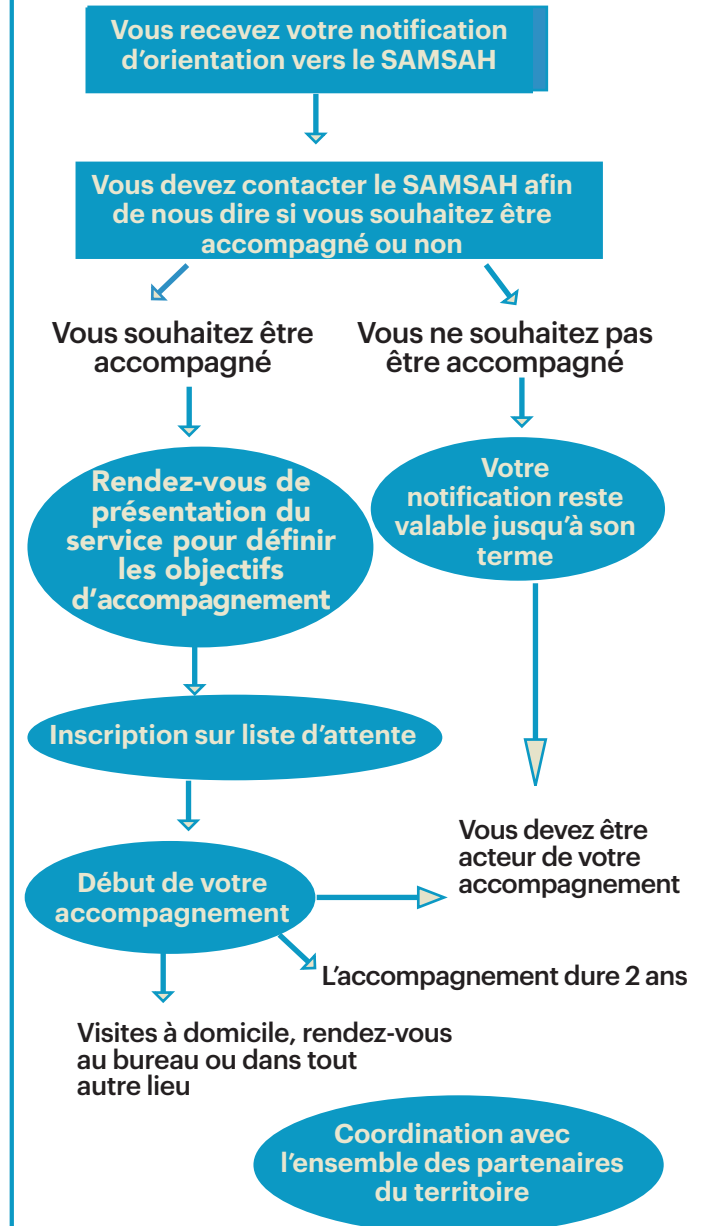 Vous recevez votre notification
d'orientation vers le SAMSAH
Vous devez contacter le SAMSAH afin
de nous dire si vous souhaitez être
accompagné ou non
Vous souhaitez être
accompagné
Vous ne souhaitez pas
être accompagné
Rendez-vous de
présentation du
service pour définir
les objectifs
d'accompagnement
Votre
notification reste
valable jusqu'à son
terme
Inscription sur liste d'attente
Début de votre
accompagnement
Vous devez être
acteur de votre
accompagnement
L'accompagnement dure 2 ans
Visites à domicile, rendez-vous
au bureau ou dans tout
autre lieu
Coordination avec
l'ensemble des partenaires
du territoire